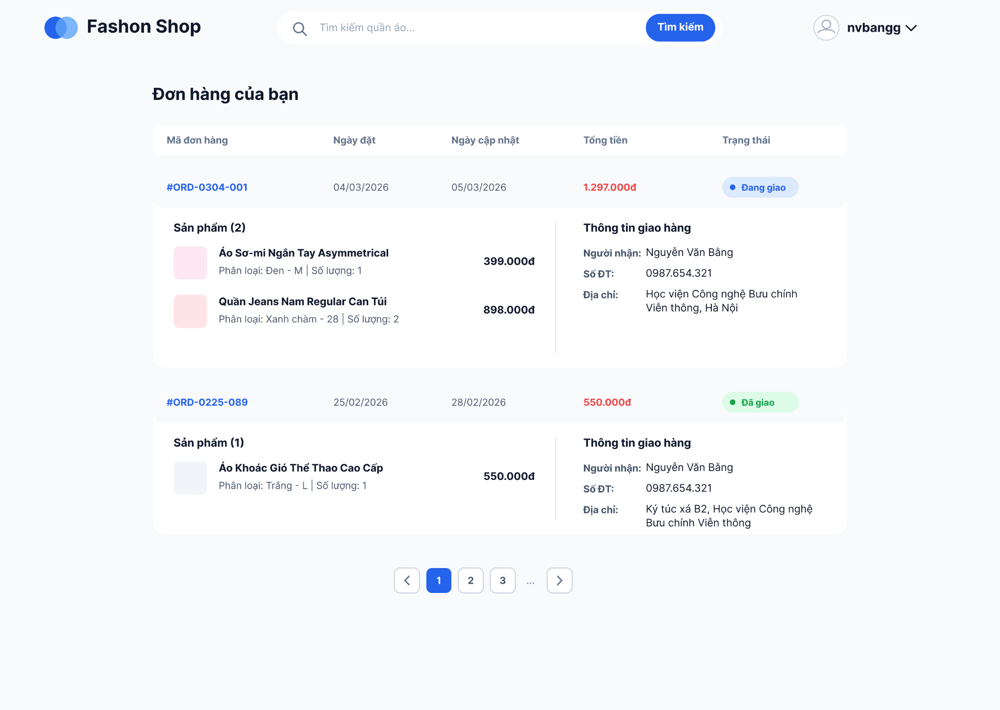 Fashon Shop
Tìm kiếm quần áo...
Tìm kiếm
nvbangg
Đơn hàng của bạn
Mã đơn hàng Ngày đặt Ngày cập nhật Tổng tiền Trạng thái
#ORD-0304-001 04/03/2026 05/03/2026 1.297.000đ Đang giao
Sản phẩm (2)
Áo Sơ-mi Ngắn Tay Asymmetrical
Phân loại: Đen - M | Số lượng: 1
399.000đ
Quần Jeans Nam Regular Can Túi
Phân loại: Xanh chàm - 28 | Số lượng: 2
898.000đ
Thông tin giao hàng
Người nhận: Nguyễn Văn Bằng
Số ĐT: 0987.654.321
Địa chỉ: Học viện Công nghệ Bưu chính
Viễn thông, Hà Nội
#ORD-0225-089 25/02/2026 28/02/2026 550.000đ Đã giao
Sản phẩm (1)
Áo Khoác Gió Thể Thao Cao Cấp
Phân loại: Trắng - L | Số lượng: 1
550.000đ
Thông tin giao hàng
Người nhận: Nguyễn Văn Bằng
Số ĐT: 0987.654.321
Địa chỉ: Ký túc xá B2, Học viện Công nghệ
Bưu chính Viễn thông
1 2 3 ...